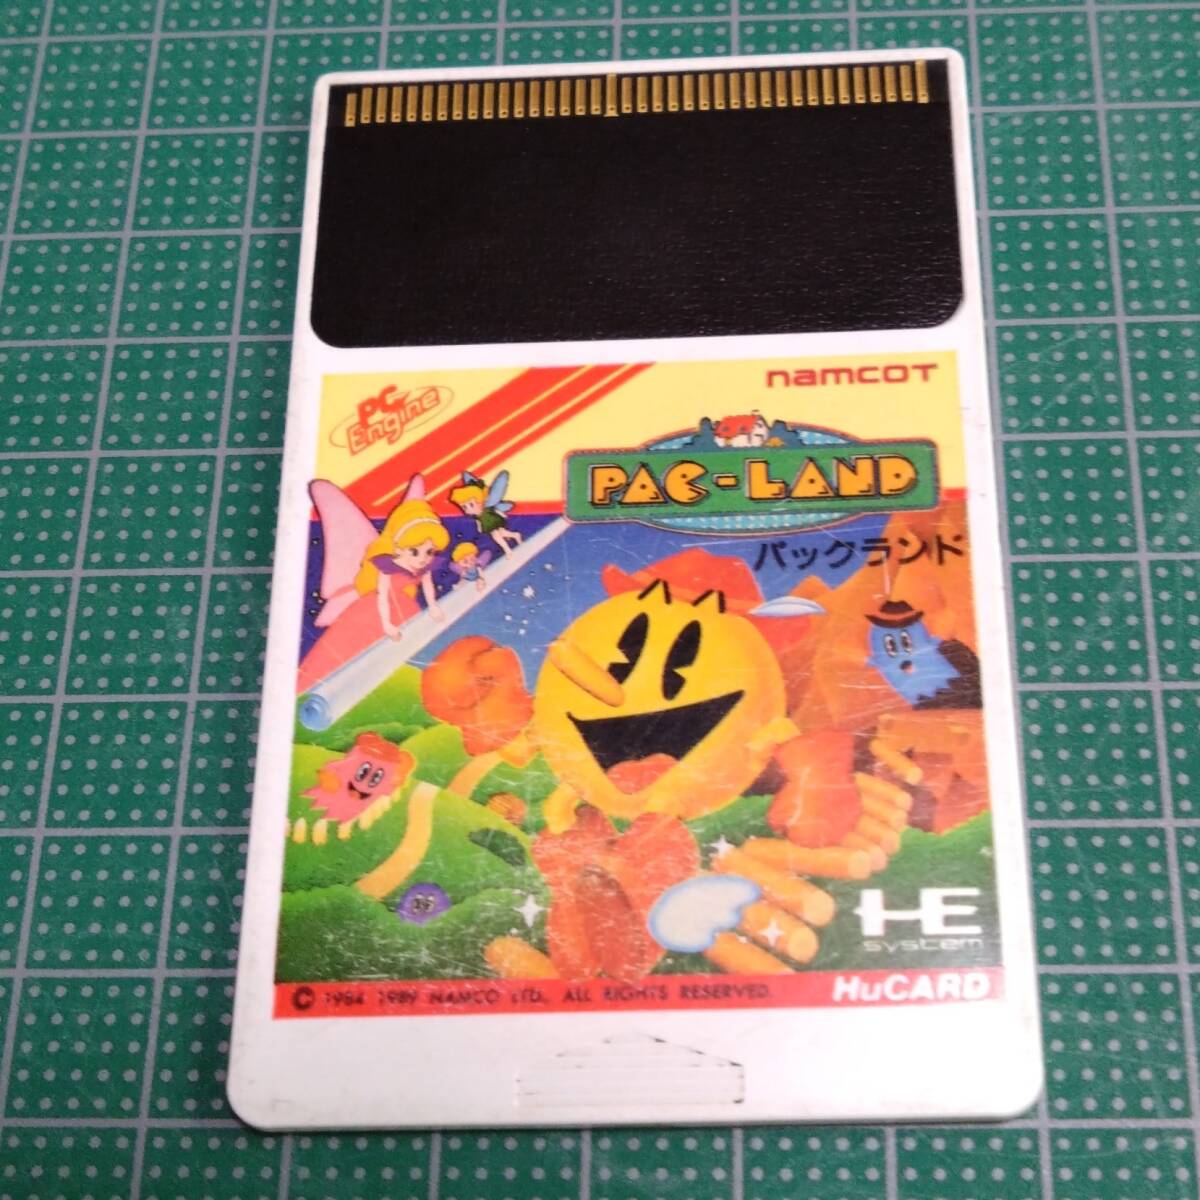 namcoT
PC Engine
PAC-LAND
パックランド
HE
SYSTEM
© 1984 1989 NAMCO LTD., ALL RIGHTS RESERVED.
HuCARD